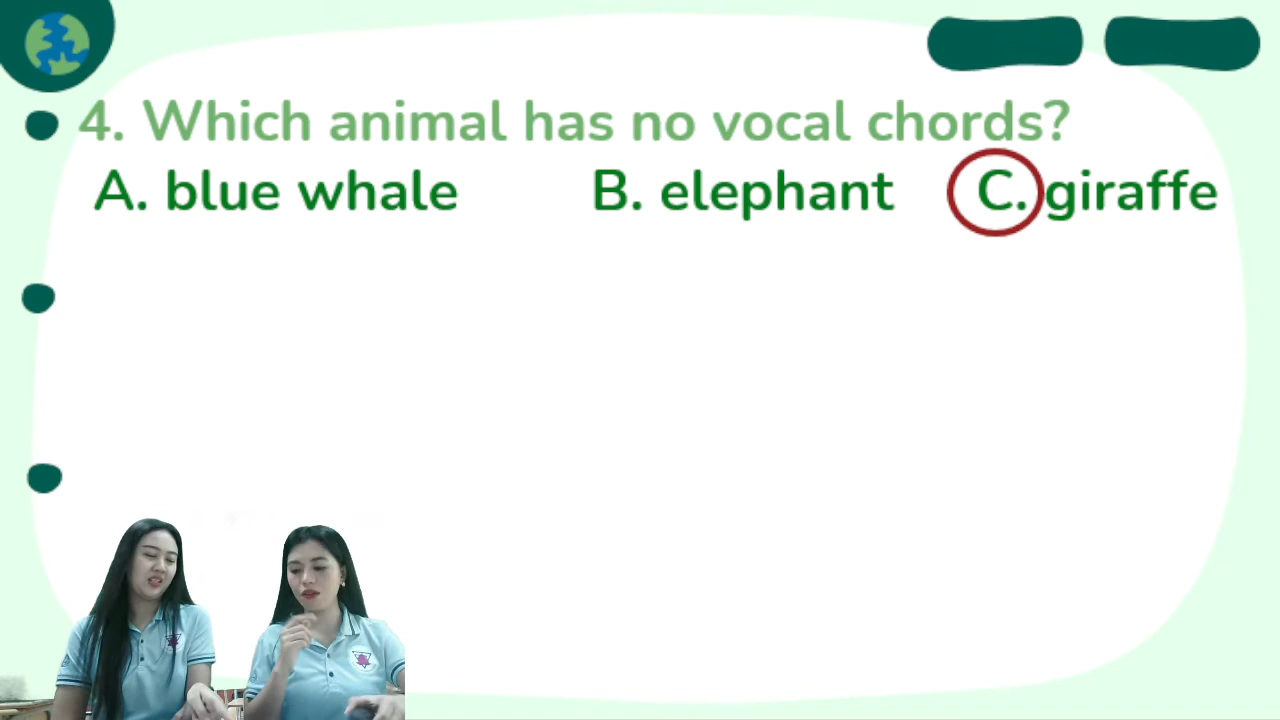 4. Which animal has no vocal chords?
A. blue whale B. elephant C. giraffe